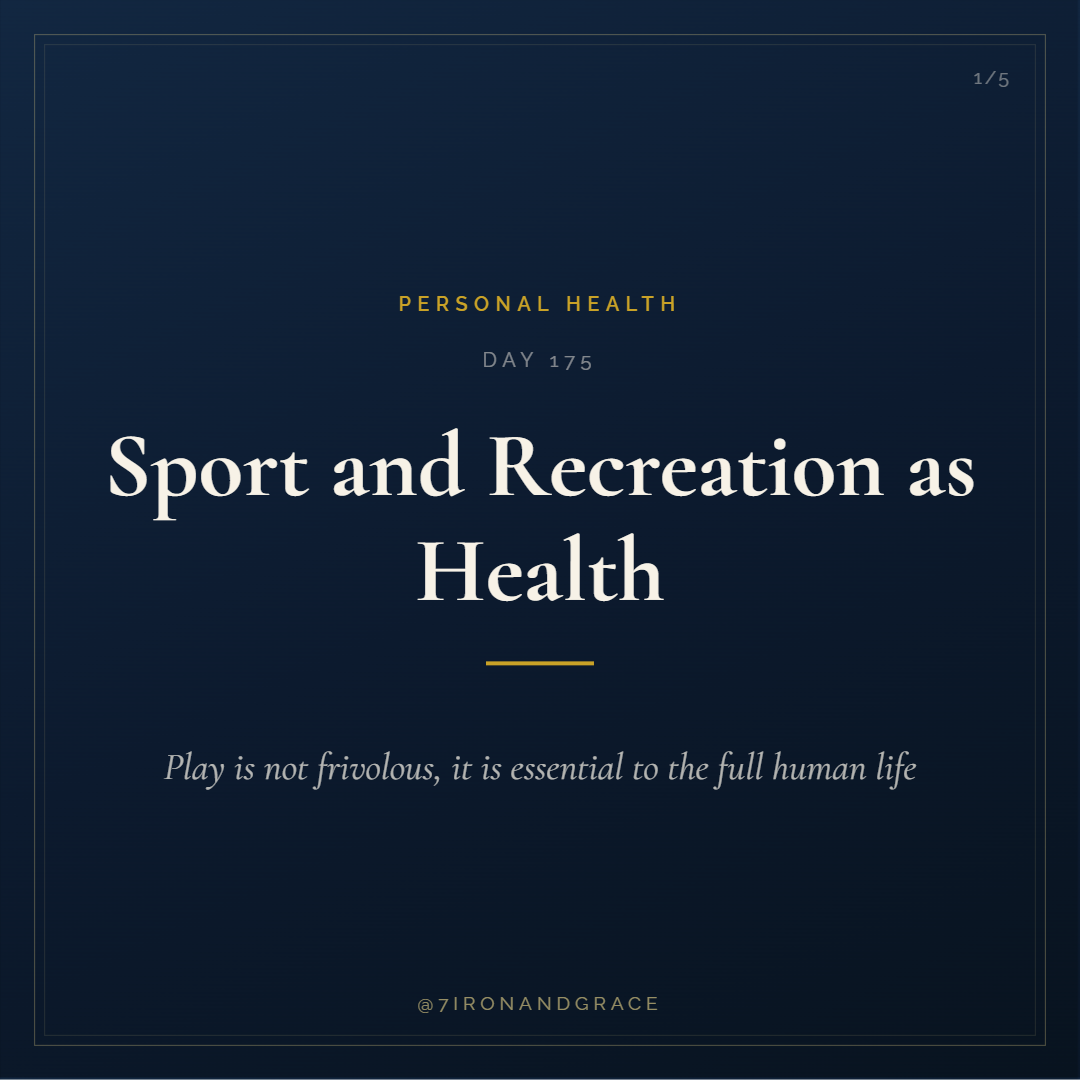 1/5
PERSONAL HEALTH
DAY 175
Sport and Recreation as
Health
Play is not frivolous, it is essential to the full human life
@7IRONANDGRACE